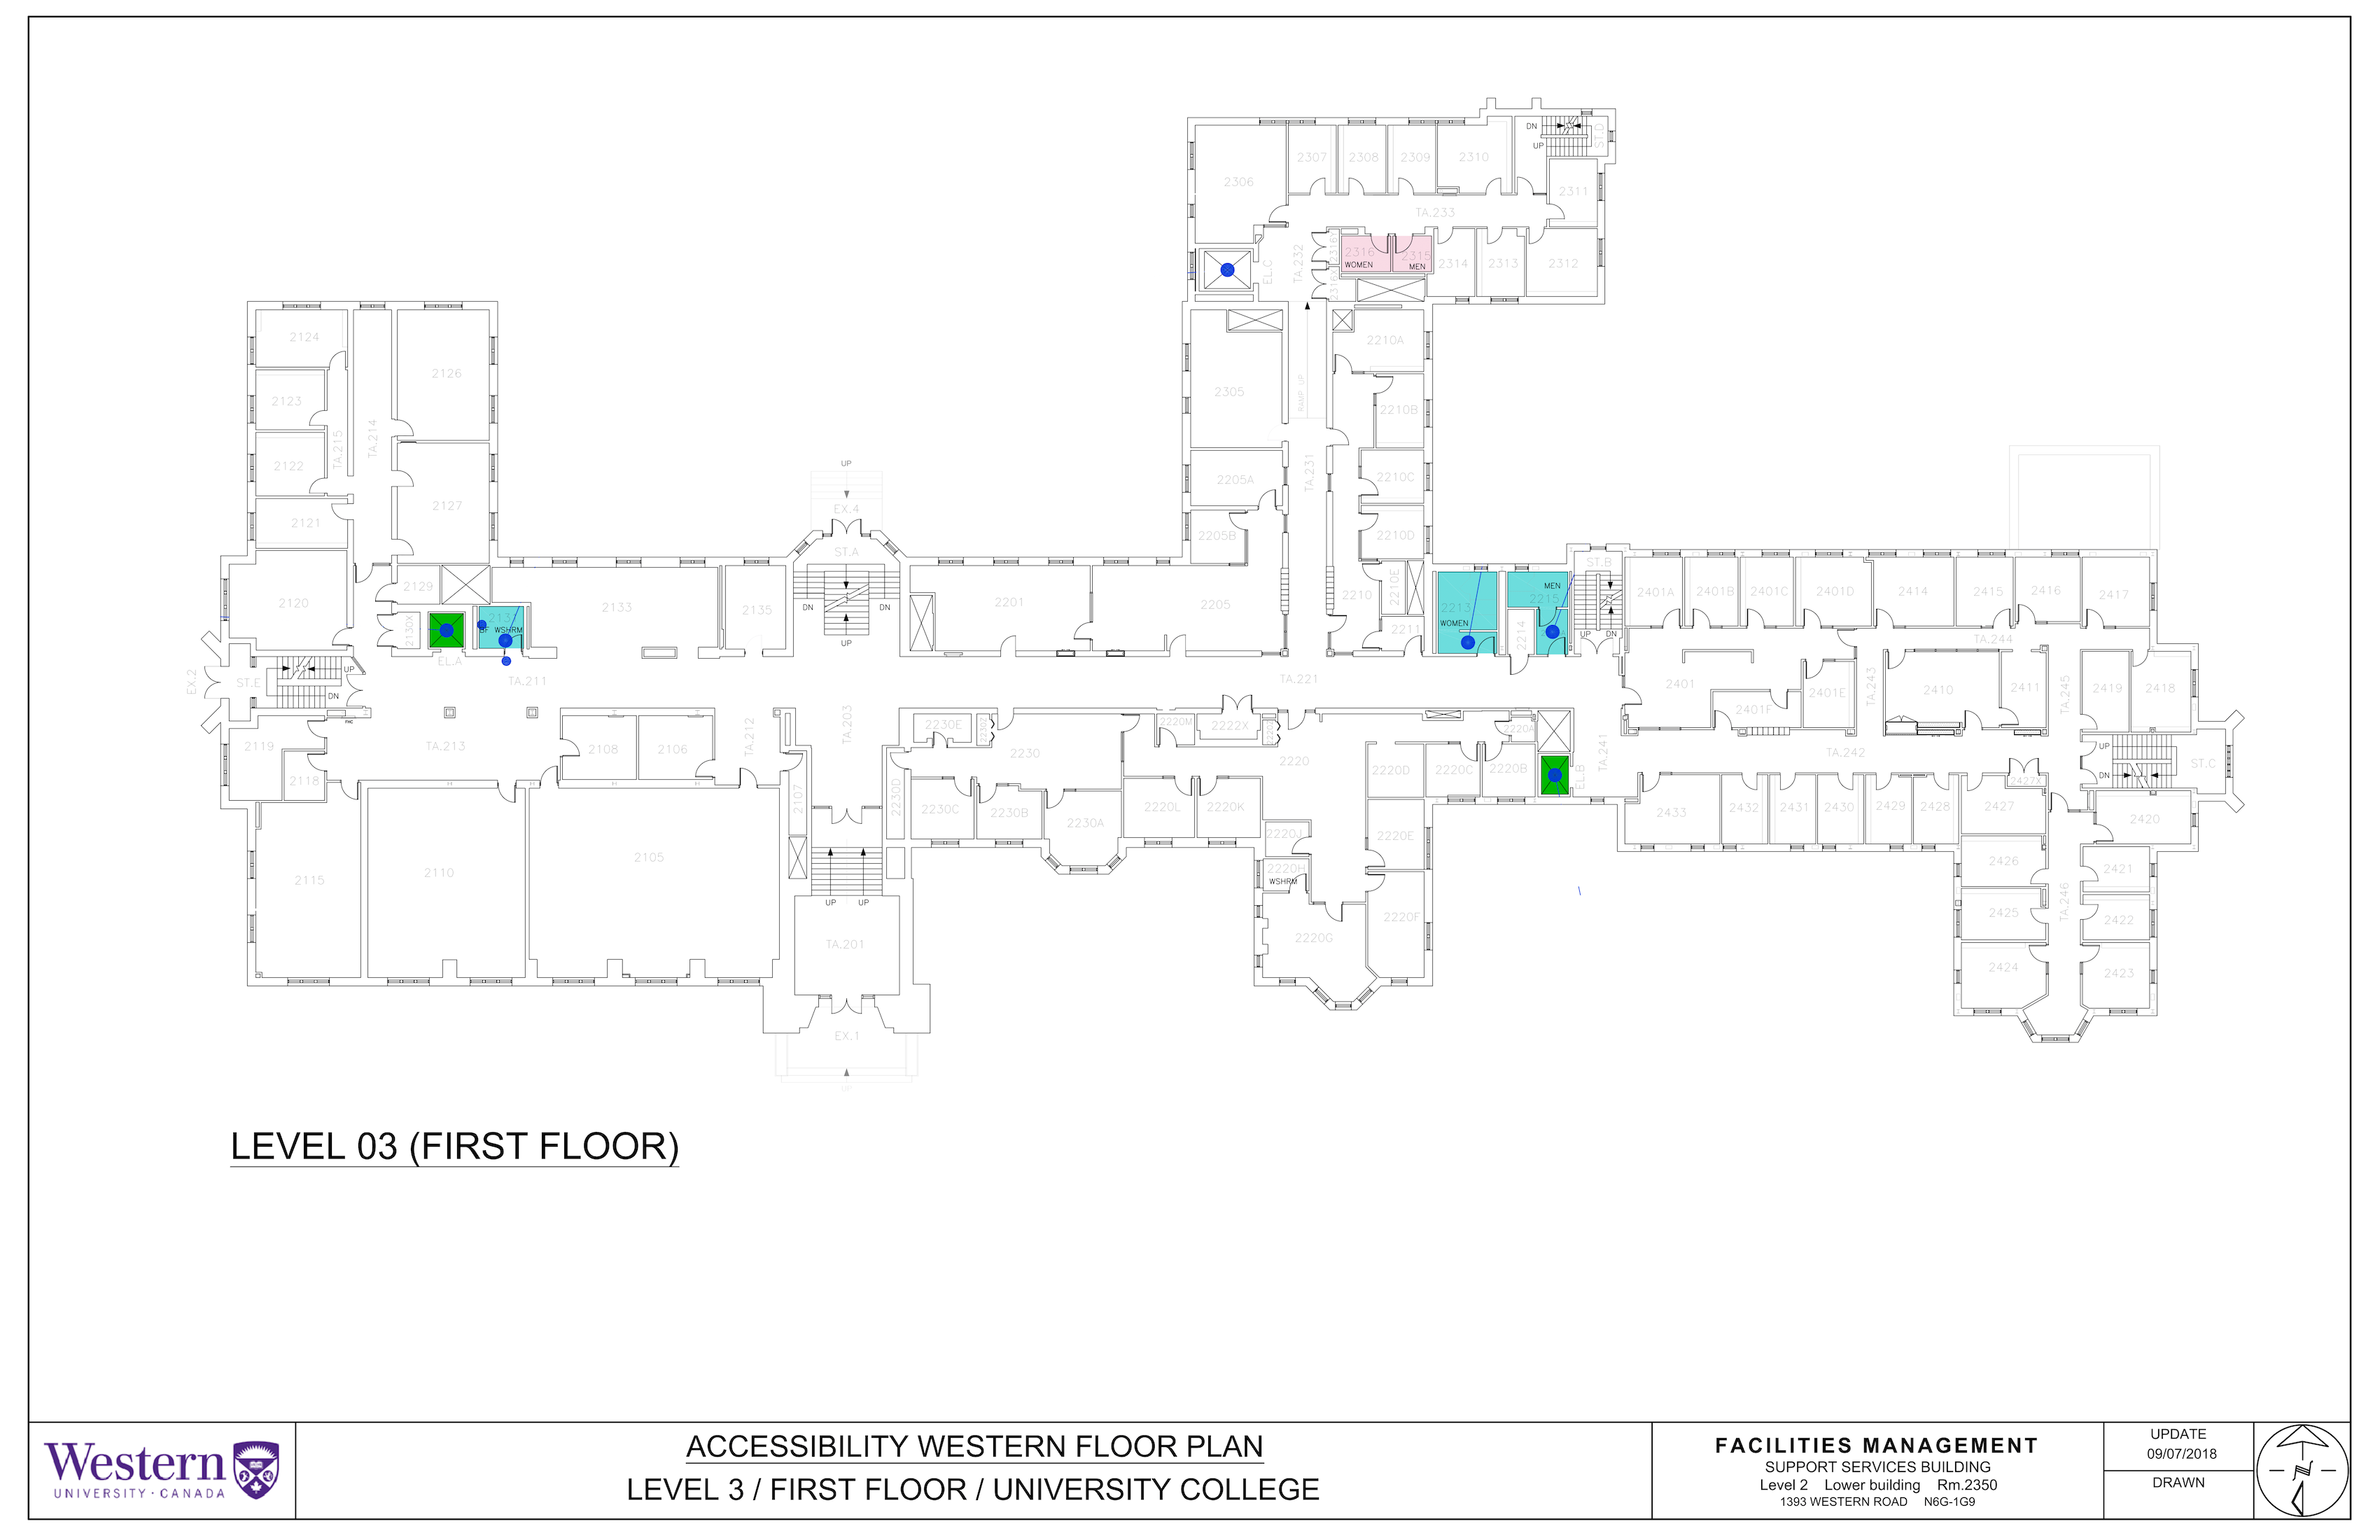 DN
UP
ST.D
2306
2307
2308
2309
2310
2311
TA.233
TA.232
EL.C
2316Y
2316X
2316
WOMEN
2315
MEN
2314
2313
2312
2124
2123
2122
2121
2120
TA.215
TA.214
2126
2127
2129
2130X
EL.A
BF WSHRM
2133
2135
TA.211
UP
EX.4
ST.A
DN
DN
UP
2201
2205
2205A
2205B
2305
RAMP UP
TA.231
2210A
2210B
2210C
2210D
2210E
2210
2211
2213
WOMEN
2214
MEN
2215
ST.B
UP
DN
2401A
2401B
2401C
2401D
2414
2415
2416
2417
TA.244
2401
2401F
2401E
TA.243
2410
2411
TA.245
2419
2418
EX.2
ST.E
UP
DN
2119
2118
TA.213
2108
2106
TA.212
TA.203
TA.221
2230E
2230Z
2230
2230D
2230C
2230B
2230A
2220M
2222X
2220
2220L
2220K
2220J
2220H
WSHRM
2220G
2220D
2220C
2220B
2220A
2220E
2220F
EL.B
TA.241
TA.242
2433
2432
2431
2430
2429
2428
2427X
2427
2426
2425
2424
TA.246
UP
DN
ST.C
2420
2421
2422
2423
2115
2110
2105
2107
UP
UP
TA.201
EX.1
UP
LEVEL 03 (FIRST FLOOR)
Western
UNIVERSITY · CANADA
ACCESSIBILITY WESTERN FLOOR PLAN
LEVEL 3 / FIRST FLOOR / UNIVERSITY COLLEGE
FACILITIES MANAGEMENT
SUPPORT SERVICES BUILDING
Level 2 Lower building Rm.2350
1393 WESTERN ROAD N6G-1G9
UPDATE
09/07/2018
DRAWN
N